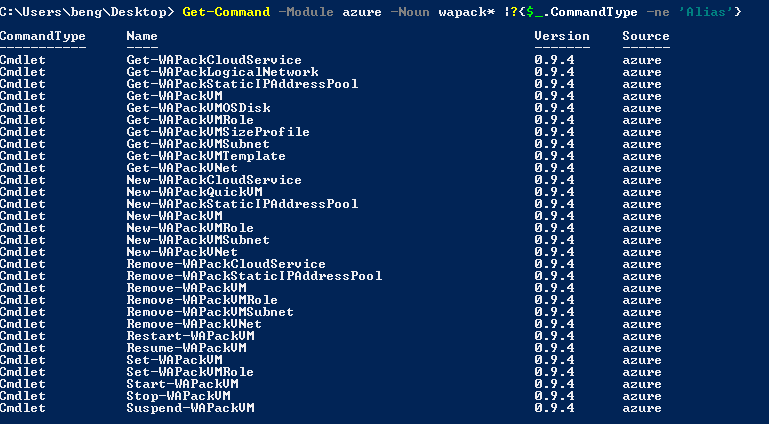 C:\Users\beng\Desktop> Get-Command -Module azure -Noun wapack* |?{$_.CommandType -ne 'Alias'}
CommandType Name Version Source
----------- ---- ------- ------
Cmdlet Get-WAPackCloudService 0.9.4 azure
Cmdlet Get-WAPackLogicalNetwork 0.9.4 azure
Cmdlet Get-WAPackStaticIPAddressPool 0.9.4 azure
Cmdlet Get-WAPackVM 0.9.4 azure
Cmdlet Get-WAPackVMOSDisk 0.9.4 azure
Cmdlet Get-WAPackVMRole 0.9.4 azure
Cmdlet Get-WAPackVMSizeProfile 0.9.4 azure
Cmdlet Get-WAPackVMSubnet 0.9.4 azure
Cmdlet Get-WAPackVMTemplate 0.9.4 azure
Cmdlet Get-WAPackVNet 0.9.4 azure
Cmdlet New-WAPackCloudService 0.9.4 azure
Cmdlet New-WAPackQuickVM 0.9.4 azure
Cmdlet New-WAPackStaticIPAddressPool 0.9.4 azure
Cmdlet New-WAPackVM 0.9.4 azure
Cmdlet New-WAPackVMRole 0.9.4 azure
Cmdlet New-WAPackVMSubnet 0.9.4 azure
Cmdlet New-WAPackVNet 0.9.4 azure
Cmdlet Remove-WAPackCloudService 0.9.4 azure
Cmdlet Remove-WAPackStaticIPAddressPool 0.9.4 azure
Cmdlet Remove-WAPackVM 0.9.4 azure
Cmdlet Remove-WAPackVMRole 0.9.4 azure
Cmdlet Remove-WAPackVMSubnet 0.9.4 azure
Cmdlet Remove-WAPackVNet 0.9.4 azure
Cmdlet Restart-WAPackVM 0.9.4 azure
Cmdlet Resume-WAPackVM 0.9.4 azure
Cmdlet Set-WAPackVM 0.9.4 azure
Cmdlet Set-WAPackVMRole 0.9.4 azure
Cmdlet Start-WAPackVM 0.9.4 azure
Cmdlet Stop-WAPackVM 0.9.4 azure
Cmdlet Suspend-WAPackVM 0.9.4 azure